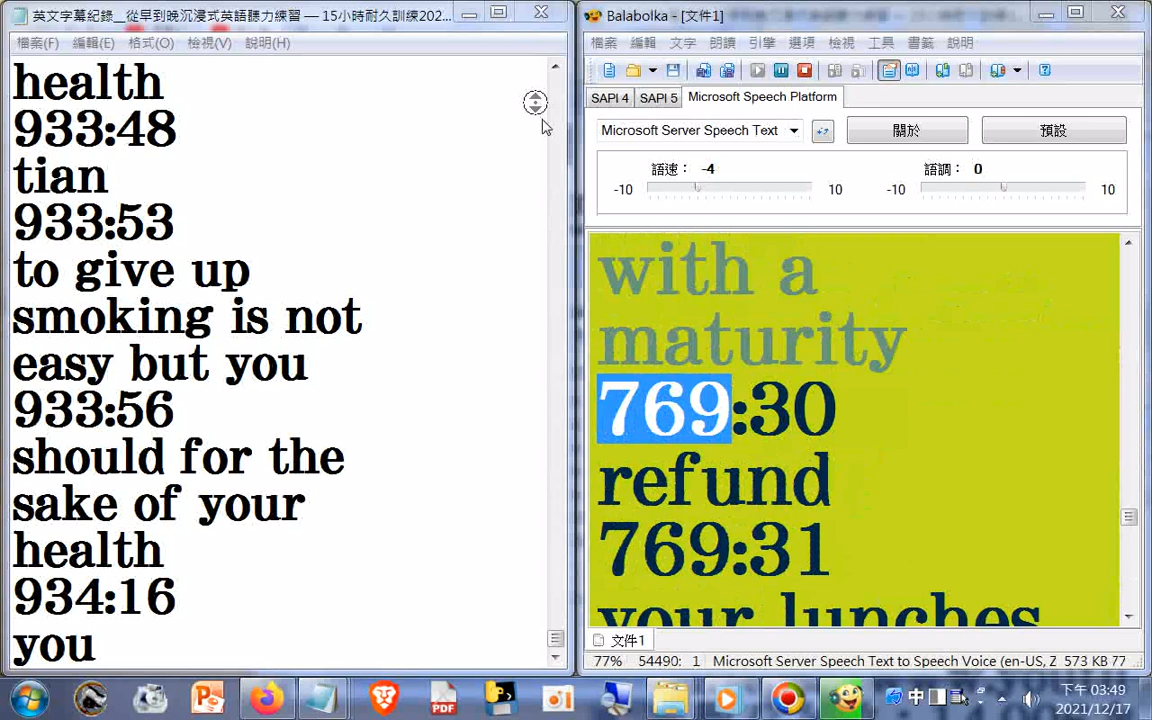 英文字幕紀錄__從早到晚沉浸式英語聽力練習 — 15小時耐久訓練202...
檔案(F) 編輯(E) 格式(O) 檢視(V) 說明(H)
health
933:48
tian
933:53
to give up
smoking is not
easy but you
933:56
should for the
sake of your
health
934:16
you
Balabolka - [文件1]
檔案 編輯 文字 朗讀 引擎 選項 檢視 工具 書籤 說明
SAPI 4 SAPI 5 Microsoft Speech Platform
Microsoft Server Speech Text 關於 預設
語速： -4 語調： 0
-10 10 -10 10
with a
maturity
769:30
refund
769:31
your lunches
文件1
77% 54490: 1 Microsoft Server Speech Text to Speech Voice (en-US, Z 573 KB 77
PDF
中
下午 03:49
2021/12/17